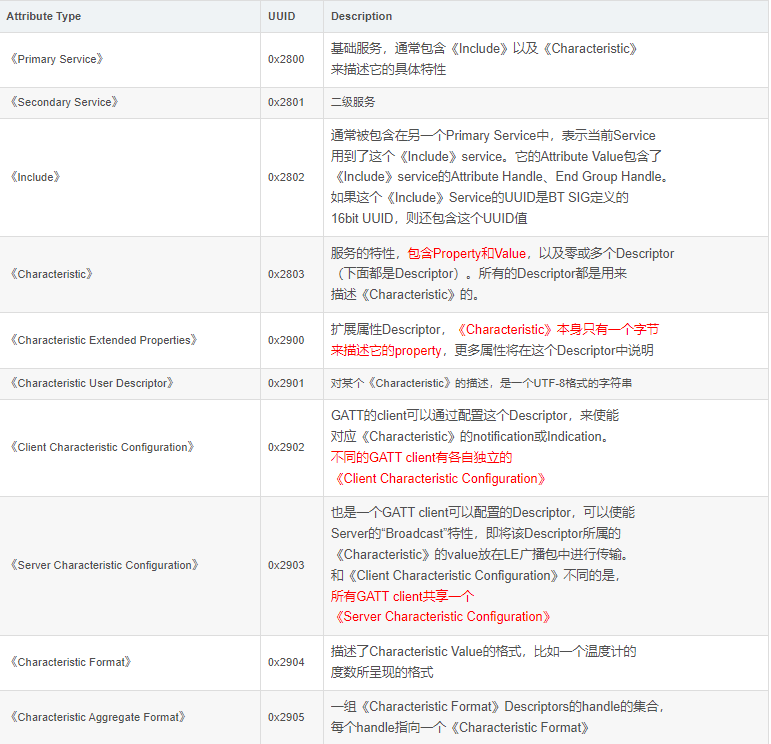 Attribute Type UUID Description
《Primary Service》 0x2800 基础服务，通常包含《Include》以及《Characteristic》
来描述它的具体特性
《Secondary Service》 0x2801 二级服务
《Include》 0x2802 通常被包含在另一个Primary Service中，表示当前Service
用到了这个《Include》service。它的Attribute Value包含了
《Include》service的Attribute Handle、End Group Handle。
如果这个《Include》Service的UUID是BT SIG定义的
16bit UUID，则还包含这个UUID值
《Characteristic》 0x2803 服务的特性，包含Property和Value，以及零或多个Descriptor
（下面都是Descriptor）。所有的Descriptor都是用来
描述《Characteristic》的。
《Characteristic Extended Properties》 0x2900 扩展属性Descriptor，《Characteristic》本身只有一个字节
来描述它的property，更多属性将在这个Descriptor中说明
《Characteristic User Descriptor》 0x2901 对某个《Characteristic》的描述，是一个UTF-8格式的字符串
《Client Characteristic Configuration》 0x2902 GATT的client可以通过配置这个Descriptor，来使能
对应《Characteristic》的notification或Indication。
不同的GATT client有各自独立的
《Client Characteristic Configuration》
《Server Characteristic Configuration》 0x2903 也是一个GATT client可以配置的Descriptor，可以使能
Server的“Broadcast”特性，即将该Descriptor所属的
《Characteristic》的value放在LE广播包中进行传输。
和《Client Characteristic Configuration》不同的是，
所有GATT client共享一个
《Server Characteristic Configuration》
《Characteristic Format》 0x2904 描述了Characteristic Value的格式，比如一个温度计的
度数所呈现的格式
《Characteristic Aggregate Format》 0x2905 一组《Characteristic Format》Descriptors的handle的集合，
每个handle指向一个《Characteristic Format》